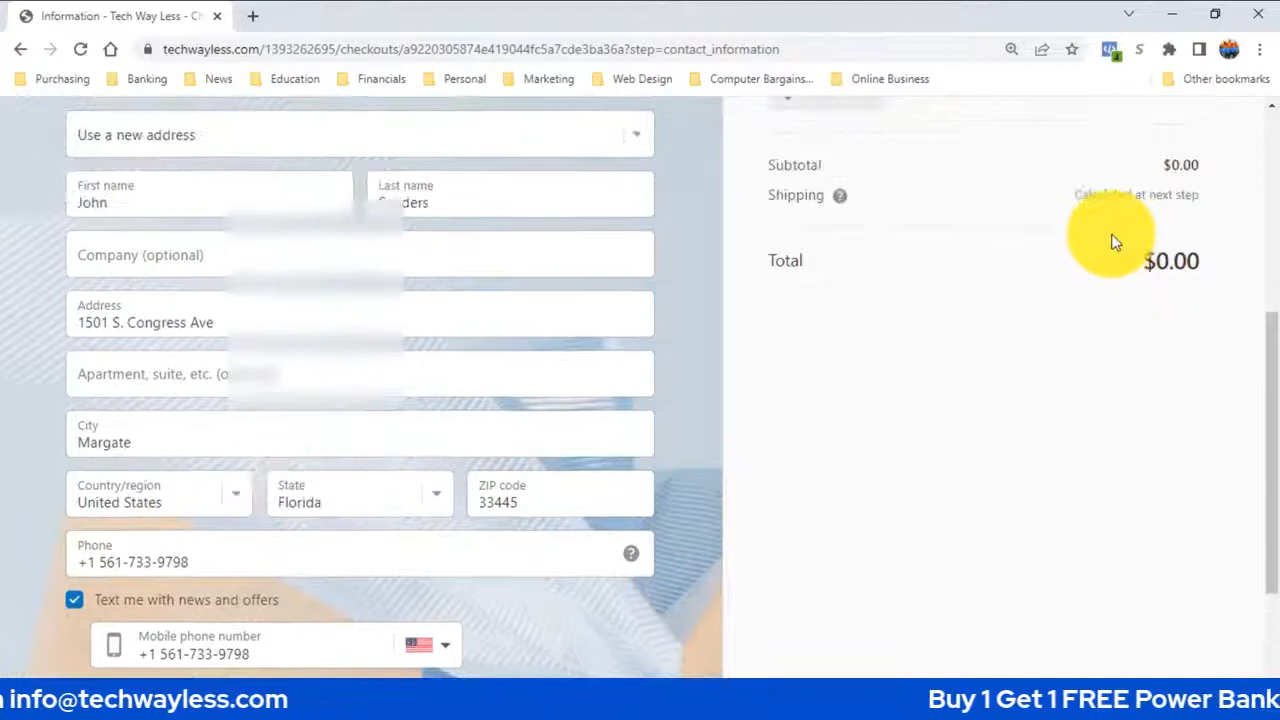 Information - Tech Way Less - Ch
techwayless.com/1393262695/checkouts/a9220305874e419044fc5a7cde3ba36a?step=contact_information
Purchasing Banking News Education Financials Personal Marketing Web Design Computer Bargains... Online Business Other bookmarks
Use a new address
First name
John
Last name
Company (optional)
Address
1501 S. Congress Ave
Apartment, suite, etc.
City
Margate
Country/region
United States
State
Florida
ZIP code
33445
Phone
+1 561-733-9798
Text me with news and offers
Mobile phone number
+1 561-733-9798
Subtotal $0.00
Shipping Calculated at next step
Total $0.00
info@techwayless.com
Buy 1 Get 1 FREE Power Bank